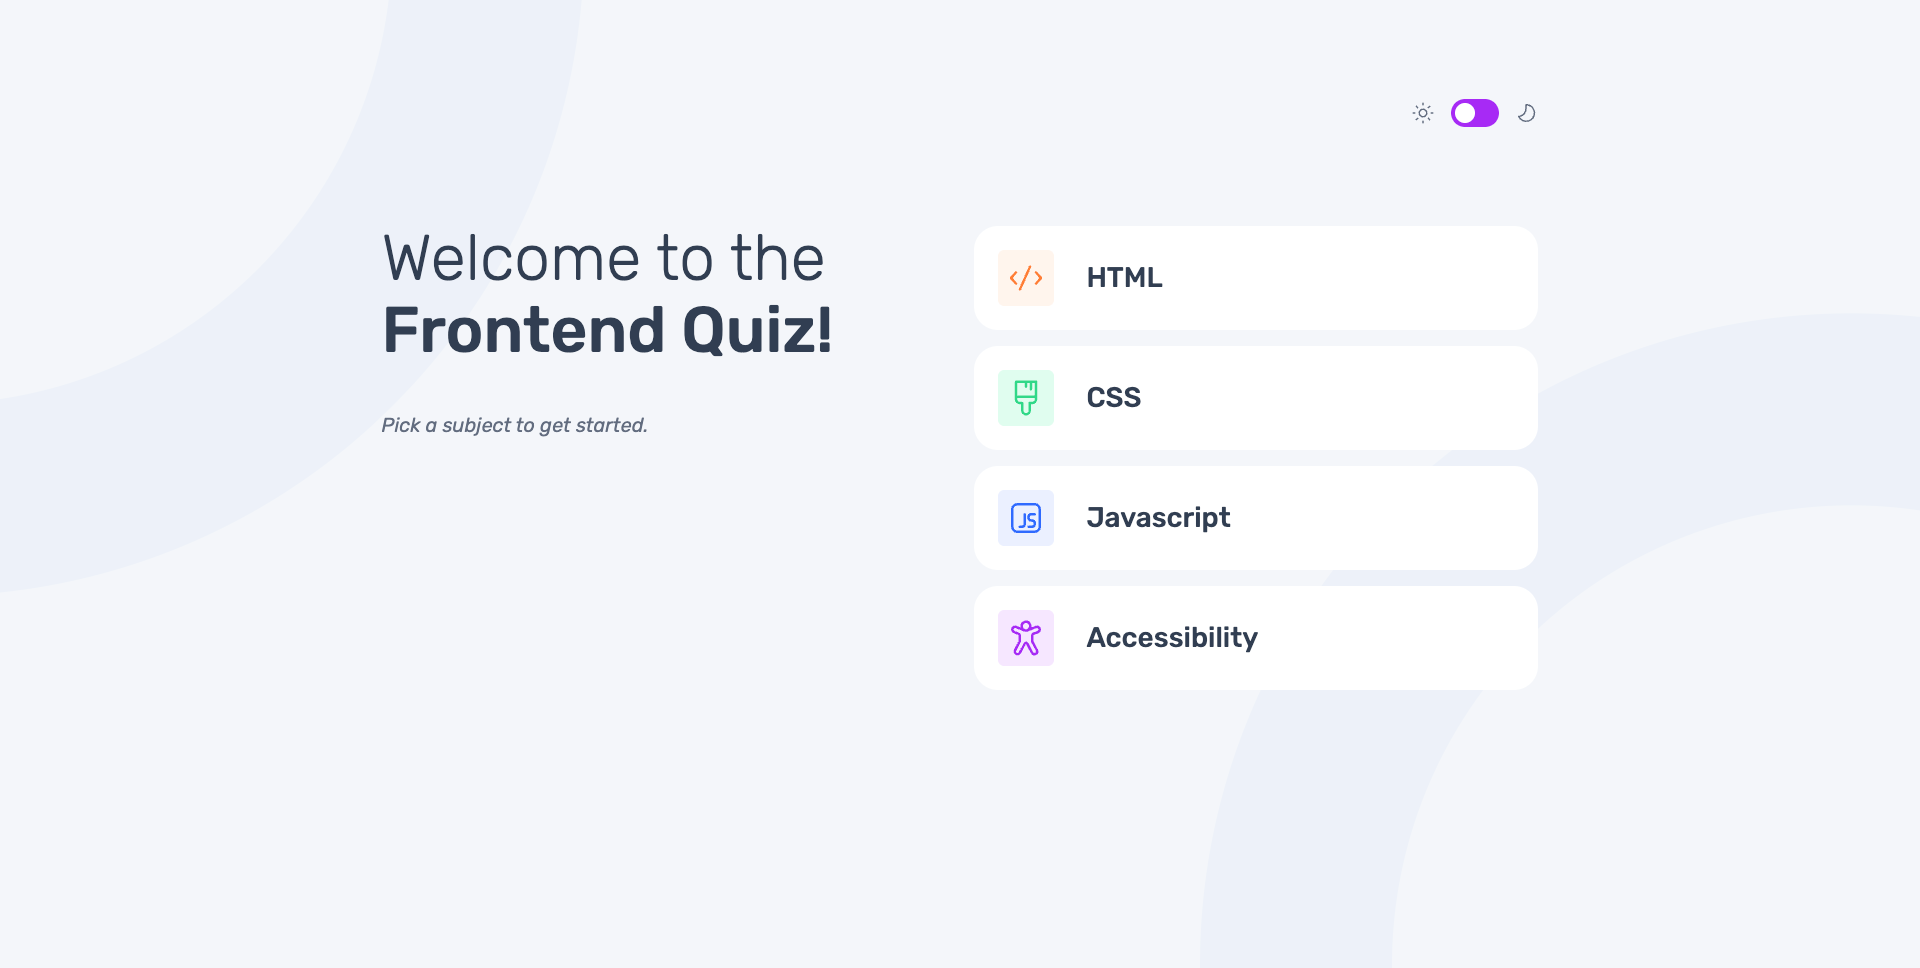 Welcome to the
Frontend Quiz!
Pick a subject to get started.
HTML
CSS
JS Javascript
Accessibility